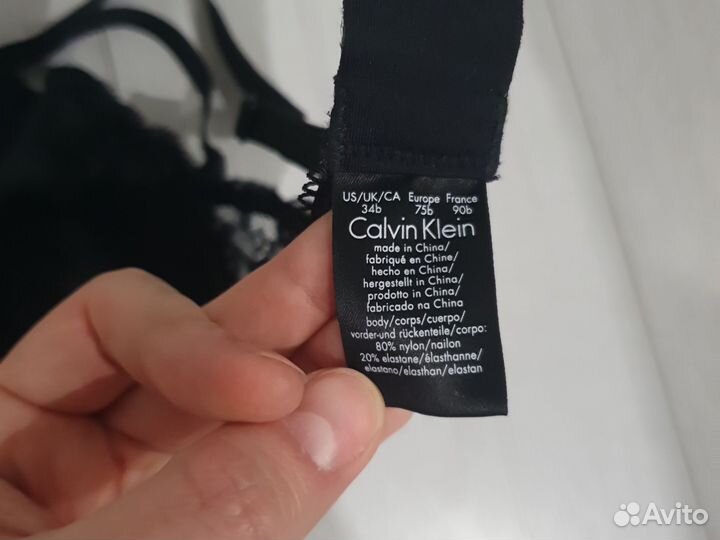 US/UK/CA Europe France
34b 75b 90b
Calvin Klein
made in China/
fabriqué en Chine/
hecho en China/
hergestellt in China/
prodotto in China/
fabricado na China
body/corps/cuerpo/
vorder-und rückenteile/corpo:
80% nylon/nailon
20% elastane/élasthanne/
elastano/elasthan/elastan
Avito